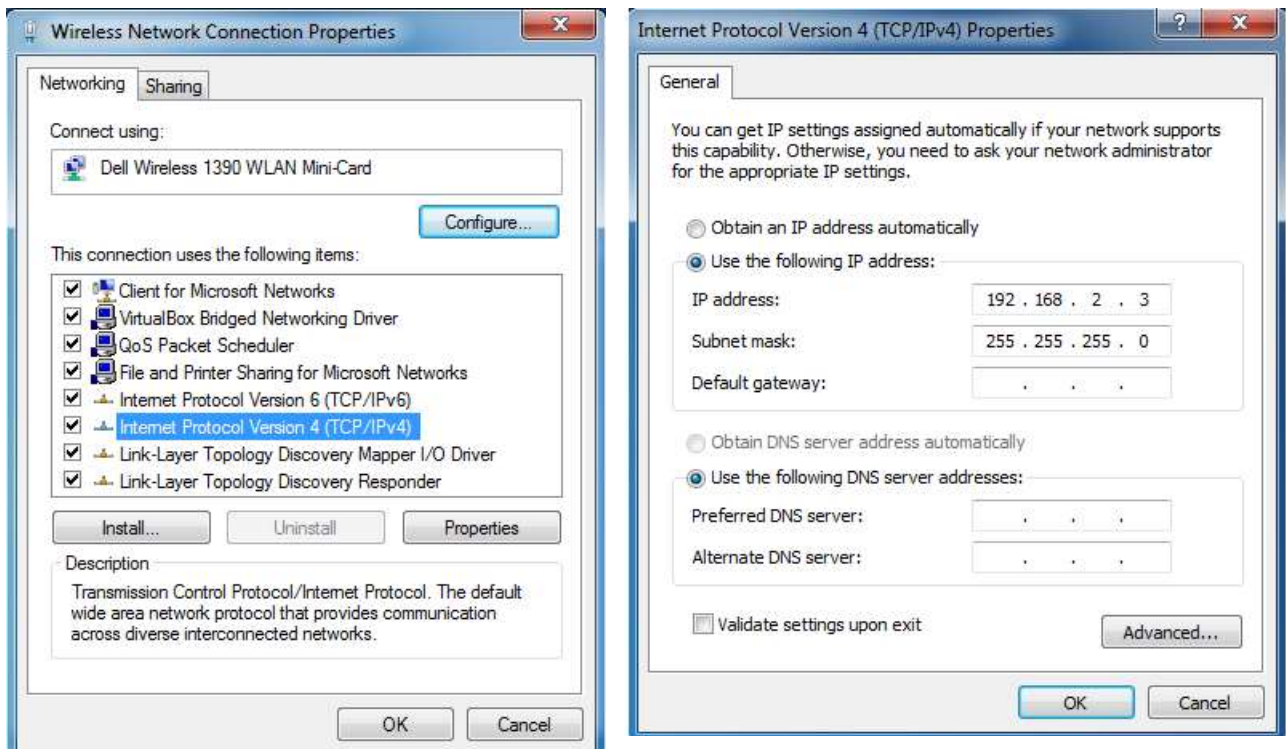 Wireless Network Connection Properties
Networking
Sharing
Connect using:
Dell Wireless 1390 WLAN Mini-Card
Configure...
This connection uses the following items:
Client for Microsoft Networks
VirtualBox Bridged Networking Driver
QoS Packet Scheduler
File and Printer Sharing for Microsoft Networks
Internet Protocol Version 6 (TCP/IPv6)
Internet Protocol Version 4 (TCP/IPv4)
Link-Layer Topology Discovery Mapper I/O Driver
Link-Layer Topology Discovery Responder
Install...
Uninstall
Properties
Description
Transmission Control Protocol/Internet Protocol. The default
wide area network protocol that provides communication
across diverse interconnected networks.
OK
Cancel
Internet Protocol Version 4 (TCP/IPv4) Properties
?
General
You can get IP settings assigned automatically if your network supports
this capability. Otherwise, you need to ask your network administrator
for the appropriate IP settings.
Obtain an IP address automatically
Use the following IP address:
IP address: 192 . 168 . 2 . 3
Subnet mask: 255 . 255 . 255 . 0
Default gateway: . . .
Obtain DNS server address automatically
Use the following DNS server addresses:
Preferred DNS server: . . .
Alternate DNS server: . . .
Validate settings upon exit
Advanced...
OK
Cancel